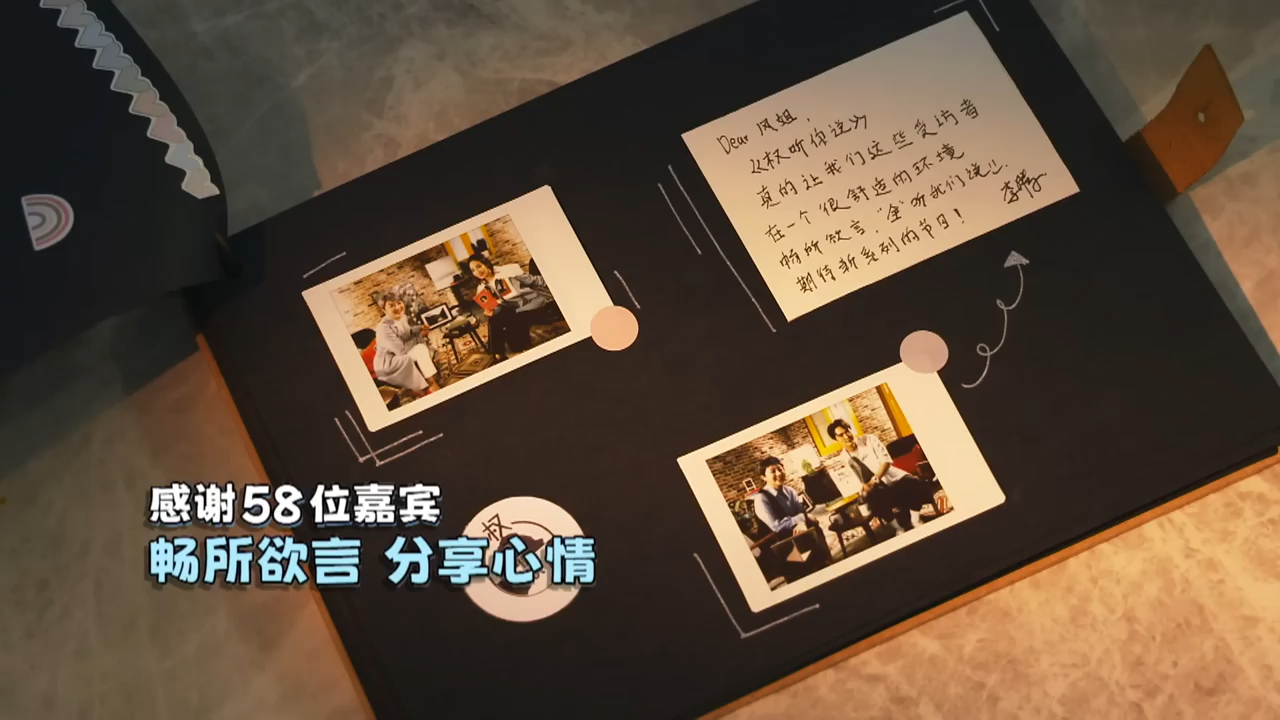 Dear 风姐,
《权听你说》
真的让我们这些受访者
在一个很舒适的环境
畅所欲言,"全"听我们说!!
期待新系列的节目!
感谢58位嘉宾
畅所欲言 分享心情
权